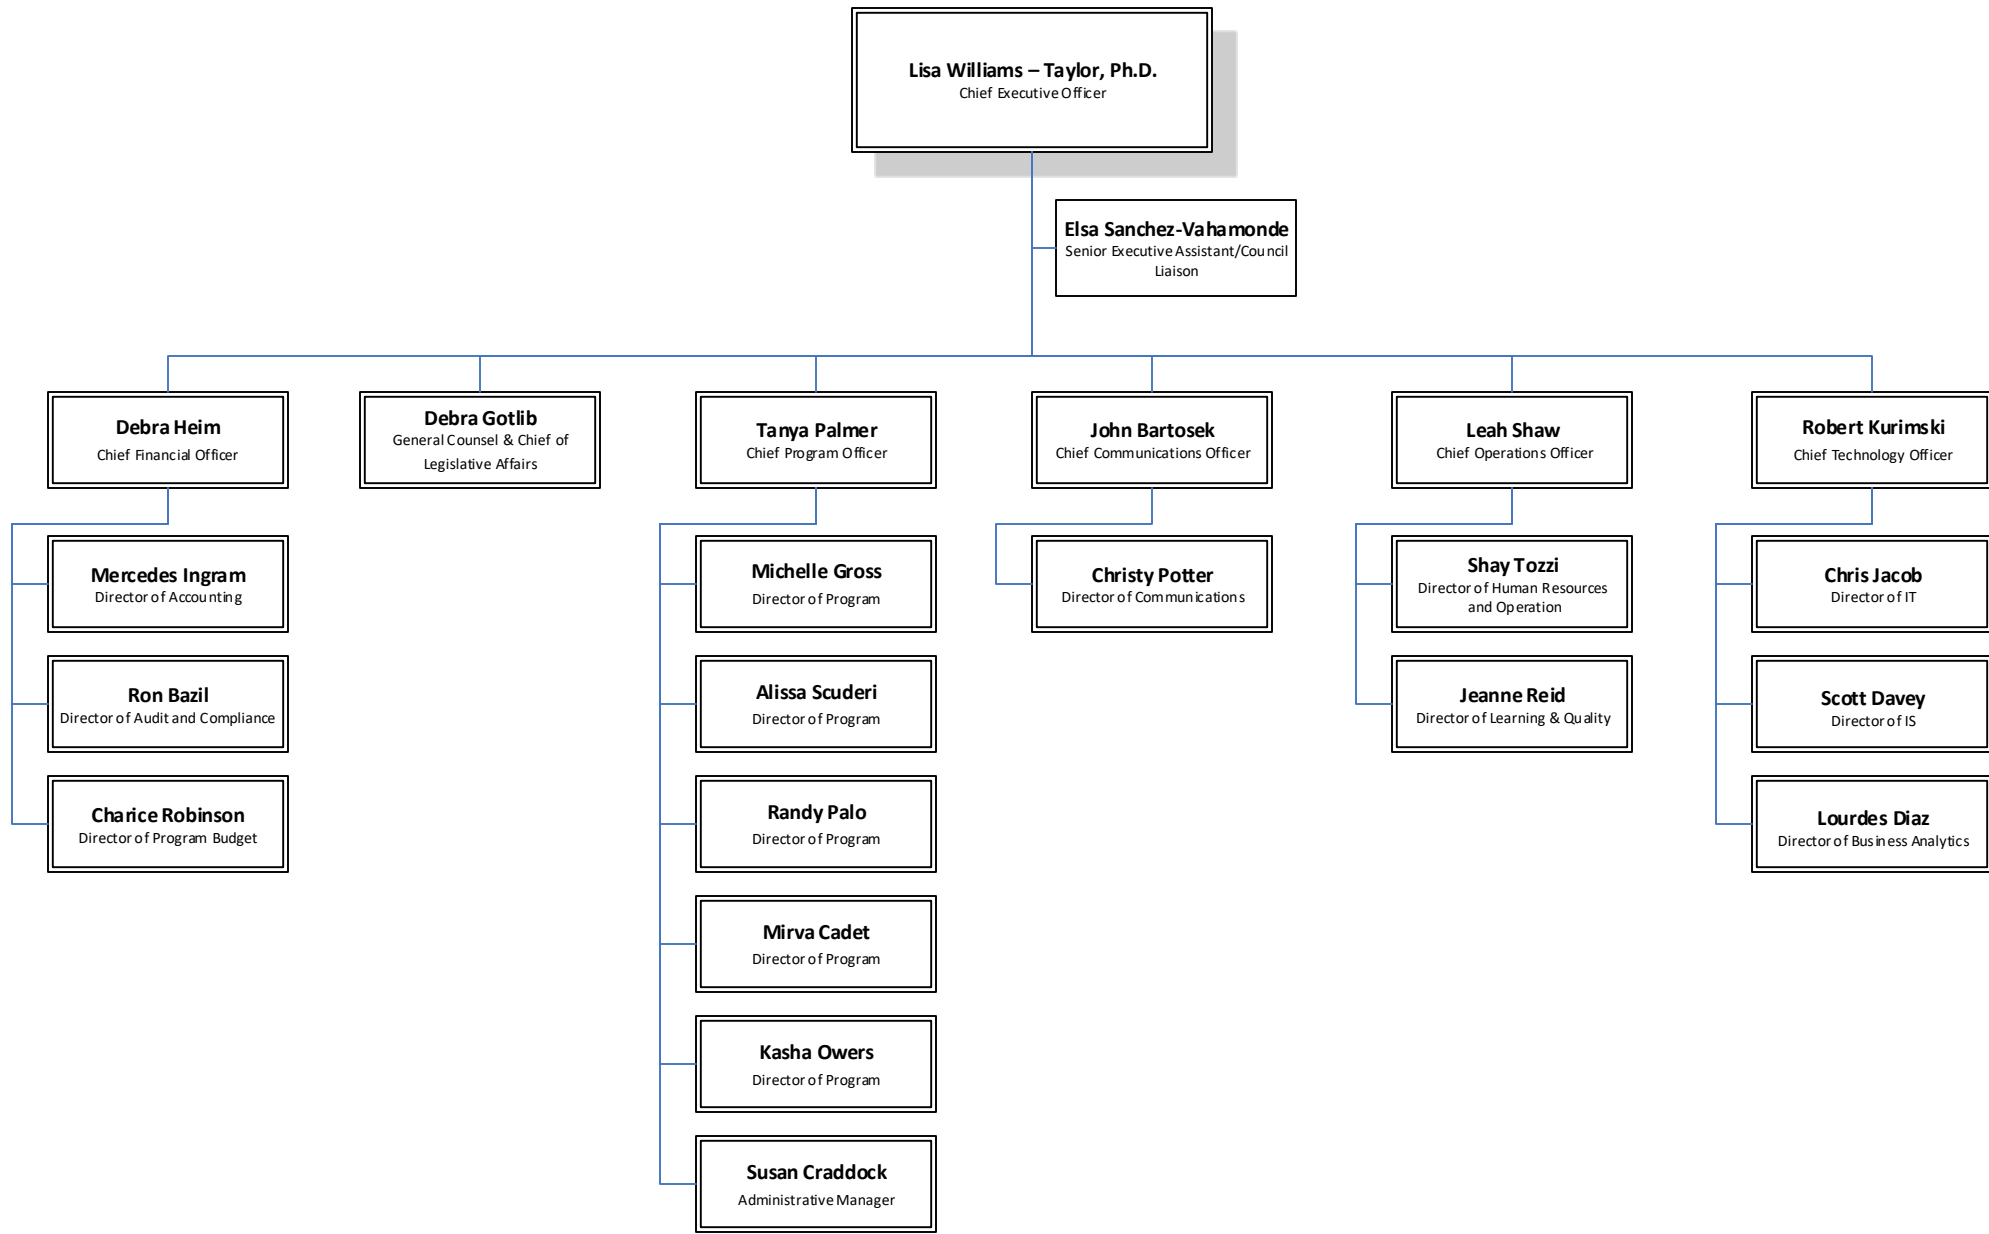 Lisa Williams – Taylor, Ph.D.
Chief Executive Officer
Elsa Sanchez-Vahamonde
Senior Executive Assistant/Council
Liaison
Debra Heim
Chief Financial Officer
Debra Gotlib
General Counsel & Chief of
Legislative Affairs
Tanya Palmer
Chief Program Officer
John Bartosek
Chief Communications Officer
Leah Shaw
Chief Operations Officer
Robert Kurimski
Chief Technology Officer
Mercedes Ingram
Director of Accounting
Ron Bazil
Director of Audit and Compliance
Charice Robinson
Director of Program Budget
Michelle Gross
Director of Program
Alissa Scuderi
Director of Program
Randy Palo
Director of Program
Mirva Cadet
Director of Program
Kasha Owers
Director of Program
Susan Craddock
Administrative Manager
Christy Potter
Director of Communications
Shay Tozzi
Director of Human Resources
and Operation
Jeanne Reid
Director of Learning & Quality
Chris Jacob
Director of IT
Scott Davey
Director of IS
Lourdes Diaz
Director of Business Analytics